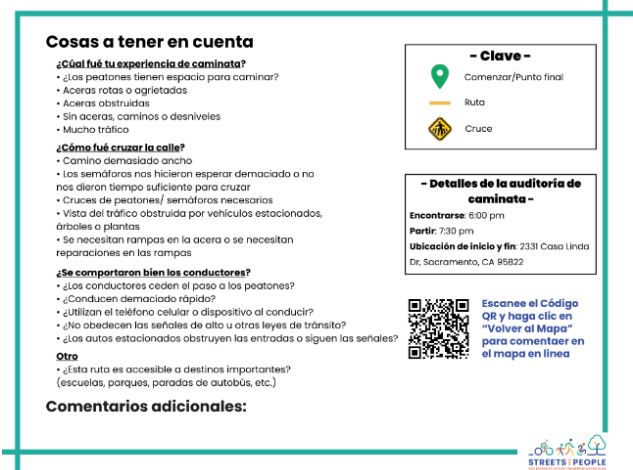 Cosas a tener en cuenta
¿Cúal fué tu experiencia de caminata?
• ¿Los peatones tienen espacio para caminar?
• Aceras rotas o agrietadas
• Aceras obstruidas
• Sin aceras, caminos o desniveles
• Mucho tráfico
¿Cómo fué cruzar la calle?
• Camino demasiado ancho
• Los semáforos nos hicieron esperar demaciado o no
nos dieron tiempo suficiente para cruzar
• Cruces de peatones/ semáforos necesarios
• Vista del tráfico obstruida por vehículos estacionados,
árboles o plantas
• Se necesitan rampas en la acera o se necesitan
reparaciones en las rampas
¿Se comportaron bien los conductores?
• ¿Los conductores ceden el paso a los peatones?
• ¿Conducen demaciado rápido?
• ¿Utilizan el teléfono celular o dispositivo al conducir?
• ¿No obedecen las señales de alto u otras leyes de tránsito?
• ¿Los autos estacionados obstruyen las entradas o siguen las señales?
Otro
• ¿Esta ruta es accesible a destinos importantes?
(escuelas, parques, paradas de autobús, etc.)
Comentarios adicionales:
- Clave -
Comenzar/Punto final
Ruta
Cruce
- Detalles de la auditoría de
caminata -
Encontrarse: 6:00 pm
Partir: 7:30 pm
Ubicación de inicio y fin: 2331 Casa Linda
Dr, Sacramento, CA 95822
Escanee el Código
QR y haga clic en
"Volver al Mapa"
para comentaer en
el mapa en linea
STREETS FOR PEOPLE